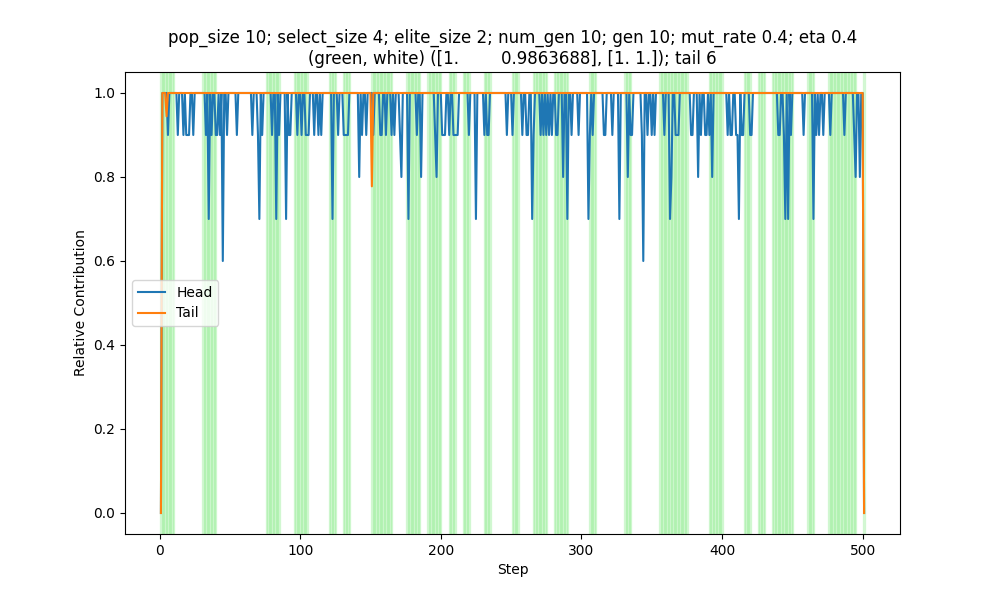 pop_size 10; select_size 4; elite_size 2; num_gen 10; gen 10; mut_rate 0.4; eta 0.4
(green, white) ([1.        0.9863688], [1. 1.]); tail 6
1.0
0.8
0.6
0.4
0.2
0.0
Relative Contribution
Head
Tail
0
100
200
300
400
500
Step